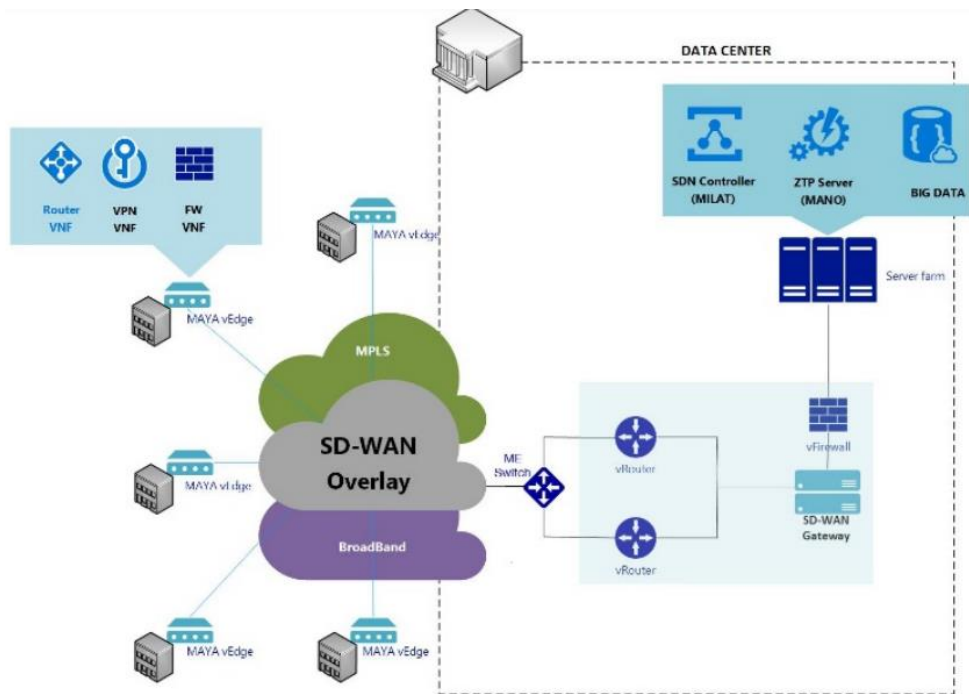 DATA CENTER
SDN Controller
(MILAT)
ZTP Server
(MANO)
BIG DATA
Router
VNF
VPN
VNF
FW
VNF
MAYA vEdge
Server farm
MAYA vEdge
MPLS
SD-WAN
Overlay
ME
Switch
vRouter
vFirewall
MAYA vEdge
SD-WAN
Gateway
BroadBand
vRouter
MAYA vEdge
MAYA vEdge